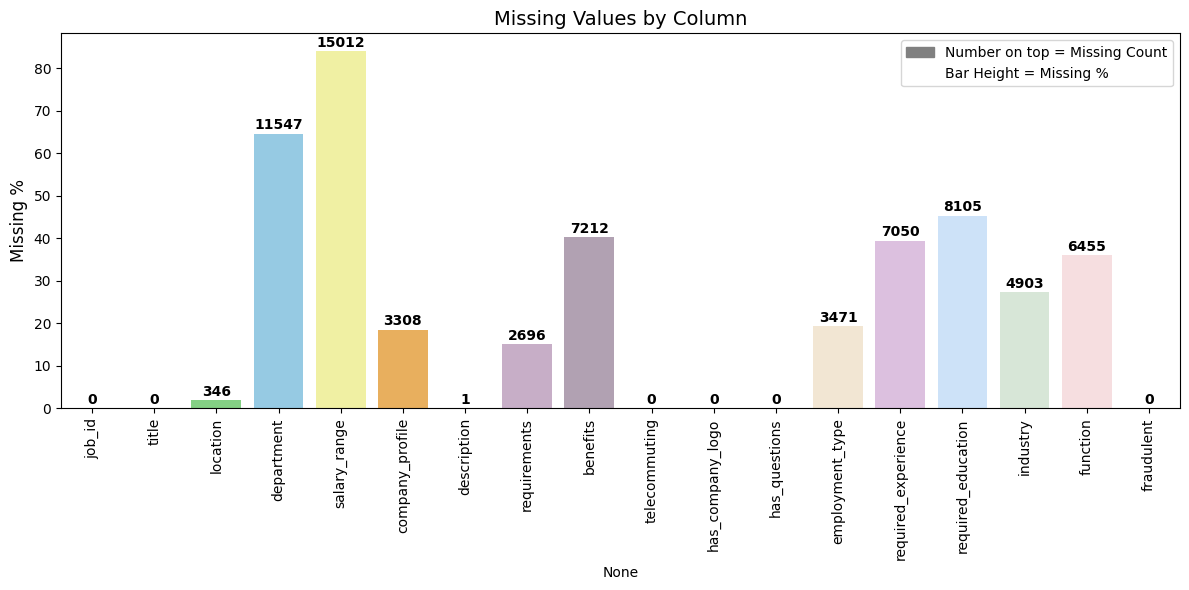 Missing Values by Column
Number on top = Missing Count
Bar Height = Missing %
Missing %
80
70
60
50
40
30
20
10
0
0
0
346
11547
15012
3308
1
2696
7212
0
0
0
3471
7050
8105
4903
6455
0
job_id
title
location
department
salary_range
company_profile
description
requirements
benefits
telecommuting
has_company_logo
has_questions
employment_type
required_experience
required_education
industry
function
fraudulent
None